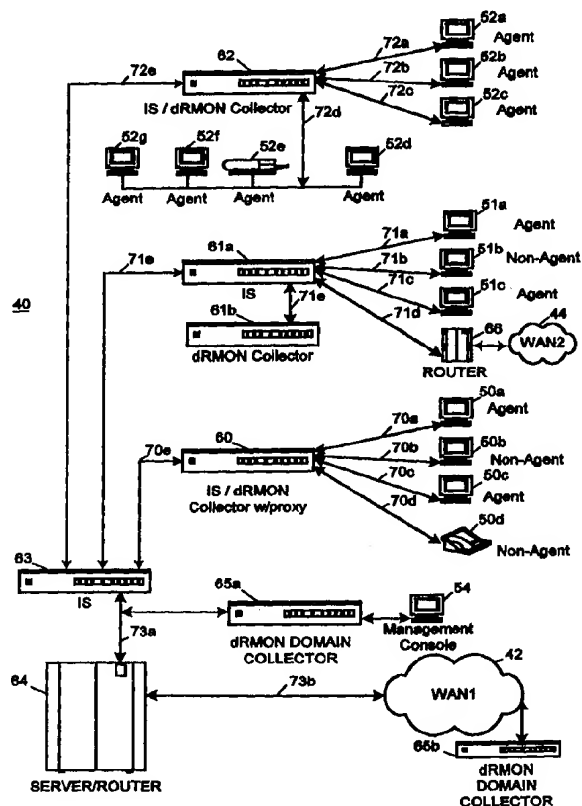 62
72e
72a
72b
72c
52a
Agent
52b
Agent
52c
Agent
IS / dRMON Collector
72d
52g
52f
52e
52d
Agent
Agent
Agent
Agent
40
71e
61a
IS
71a
71b
71c
71d
51a
Agent
51b
Non-Agent
51c
Agent
61b
71e
dRMON Collector
66
ROUTER
44
WAN2
70e
60
IS / dRMON
Collector w/proxy
70a
70b
70c
70d
50a
Agent
50b
Non-Agent
50c
Agent
50d
Non-Agent
63
IS
65a
dRMON DOMAIN
COLLECTOR
54
Management
Console
73a
64
SERVER/ROUTER
73b
42
WAN1
65b
dRMON
DOMAIN
COLLECTOR